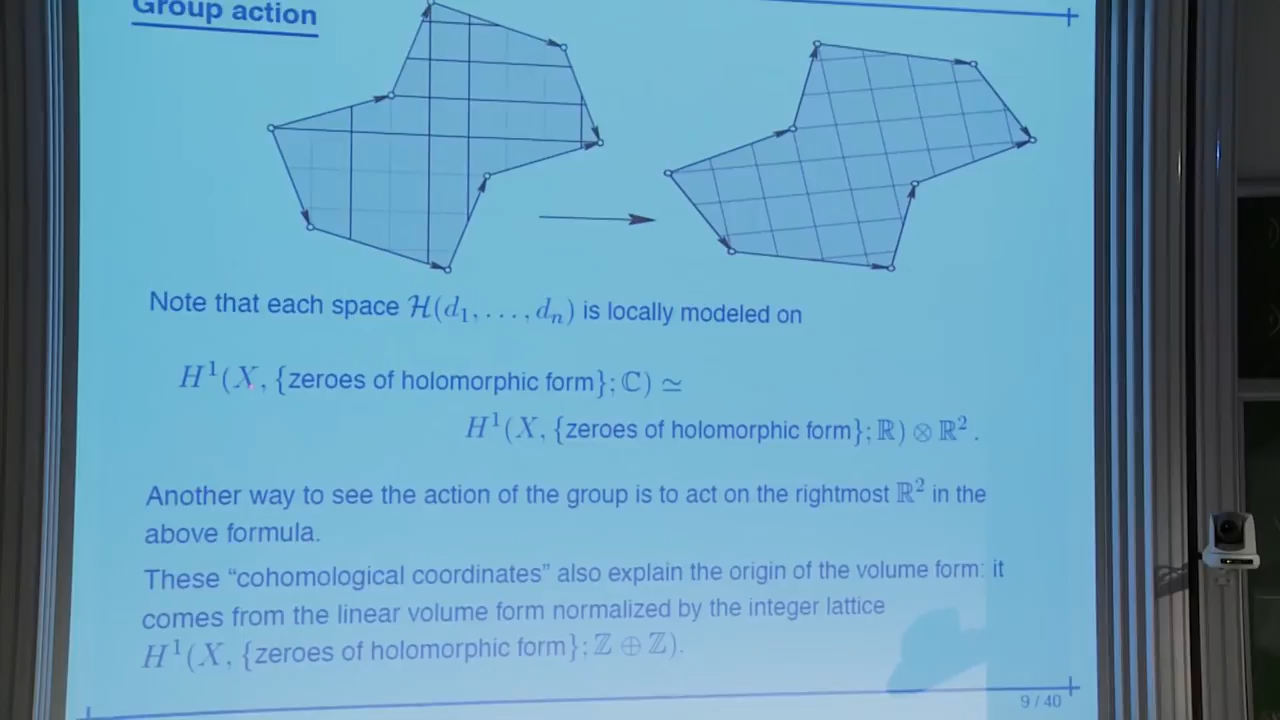 Group action
Note that each space ℋ(d₁, . . . , dₙ) is locally modeled on
H¹(X, {zeroes of holomorphic form}; ℂ) ≃
H¹(X, {zeroes of holomorphic form}; ℝ) ⊗ ℝ² .
Another way to see the action of the group is to act on the rightmost ℝ² in the
above formula.
These “cohomological coordinates” also explain the origin of the volume form: it
comes from the linear volume form normalized by the integer lattice
H¹(X, {zeroes of holomorphic form}; ℤ ⊕ ℤ).
9 / 40